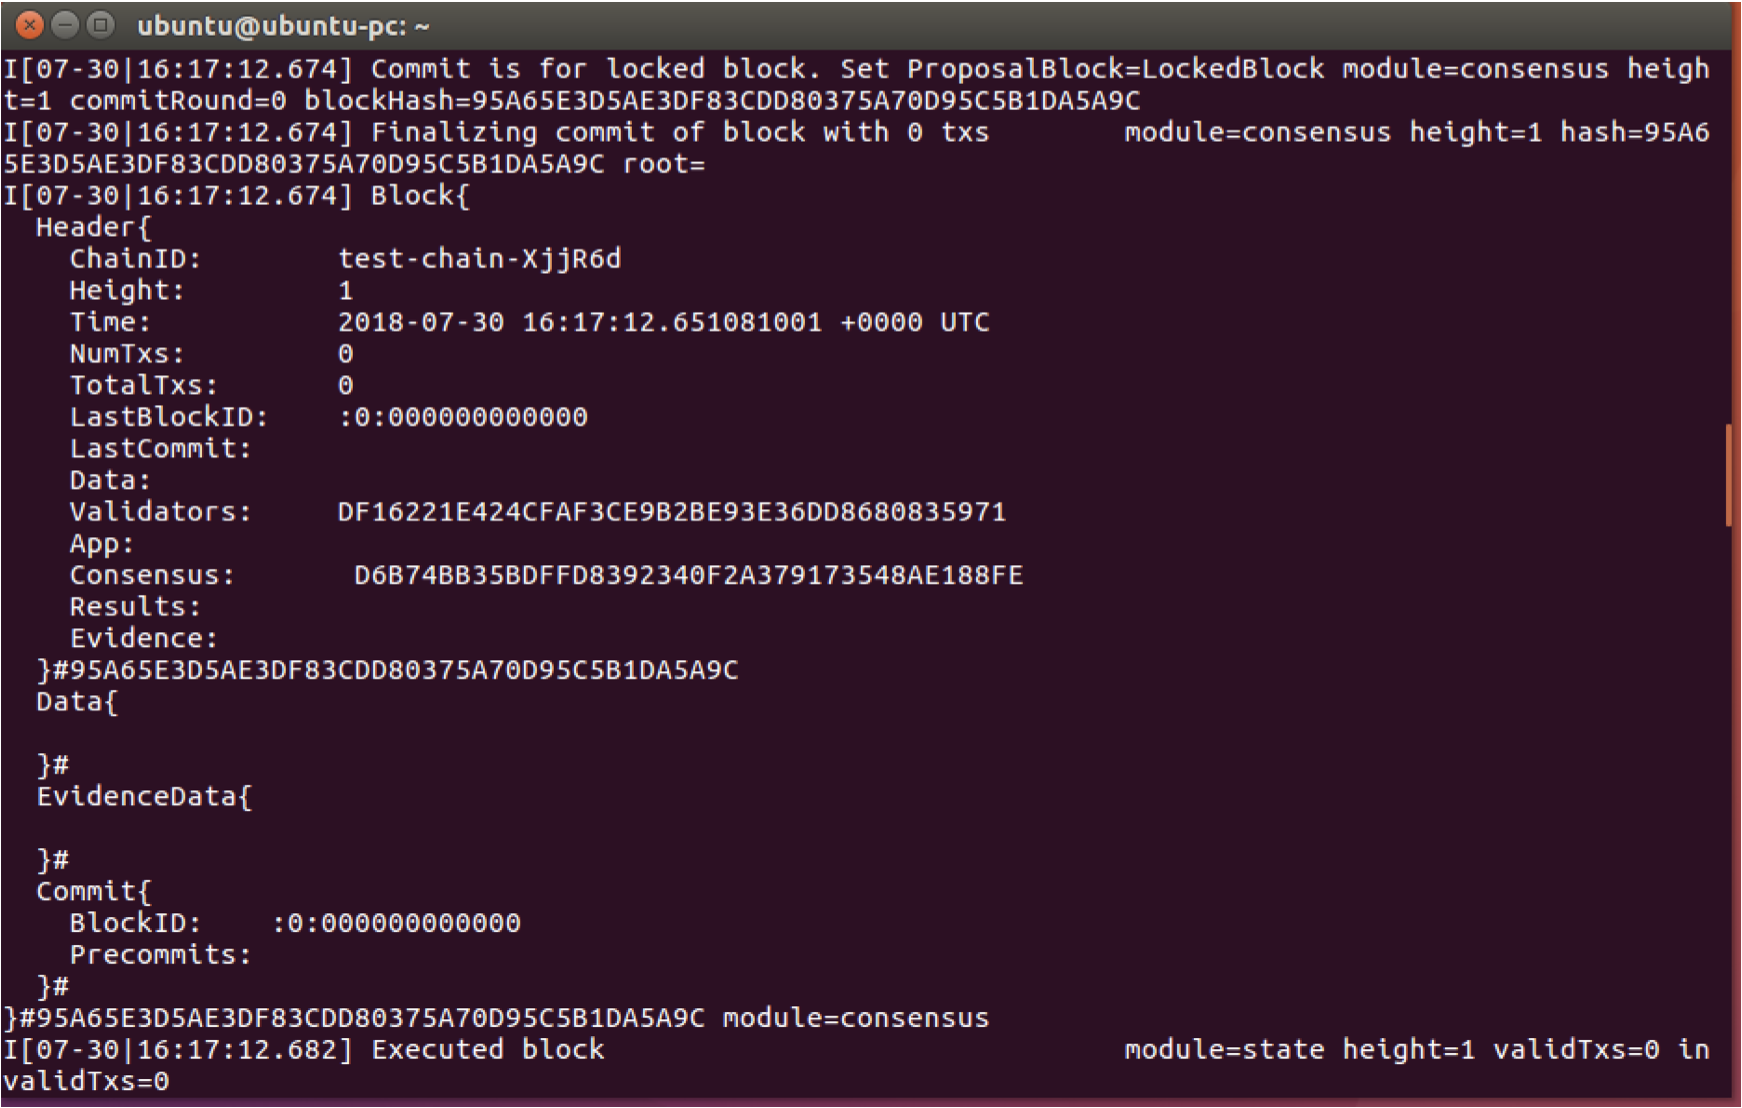 ubuntu@ubuntu-pc: ~
I[07-30|16:17:12.674] Commit is for locked block. Set ProposalBlock=LockedBlock module=consensus heigh
t=1 commitRound=0 blockHash=95A65E3D5AE3DF83CDD80375A70D95C5B1DA5A9C
I[07-30|16:17:12.674] Finalizing commit of block with 0 txs        module=consensus height=1 hash=95A6
5E3D5AE3DF83CDD80375A70D95C5B1DA5A9C root=
I[07-30|16:17:12.674] Block{
  Header{
    ChainID:        test-chain-XjjR6d
    Height:         1
    Time:           2018-07-30 16:17:12.651081001 +0000 UTC
    NumTxs:         0
    TotalTxs:       0
    LastBlockID:    :0:000000000000
    LastCommit:
    Data:
    Validators:     DF16221E424CFAF3CE9B2BE93E36DD8680835971
    App:
    Consensus:       D6B74BB35BDFFD8392340F2A379173548AE188FE
    Results:
    Evidence:
  }#95A65E3D5AE3DF83CDD80375A70D95C5B1DA5A9C
  Data{
  }#
  EvidenceData{
  }#
  Commit{
    BlockID:    :0:000000000000
    Precommits:
  }#
}#95A65E3D5AE3DF83CDD80375A70D95C5B1DA5A9C module=consensus
I[07-30|16:17:12.682] Executed block                               module=state height=1 validTxs=0 in
validTxs=0